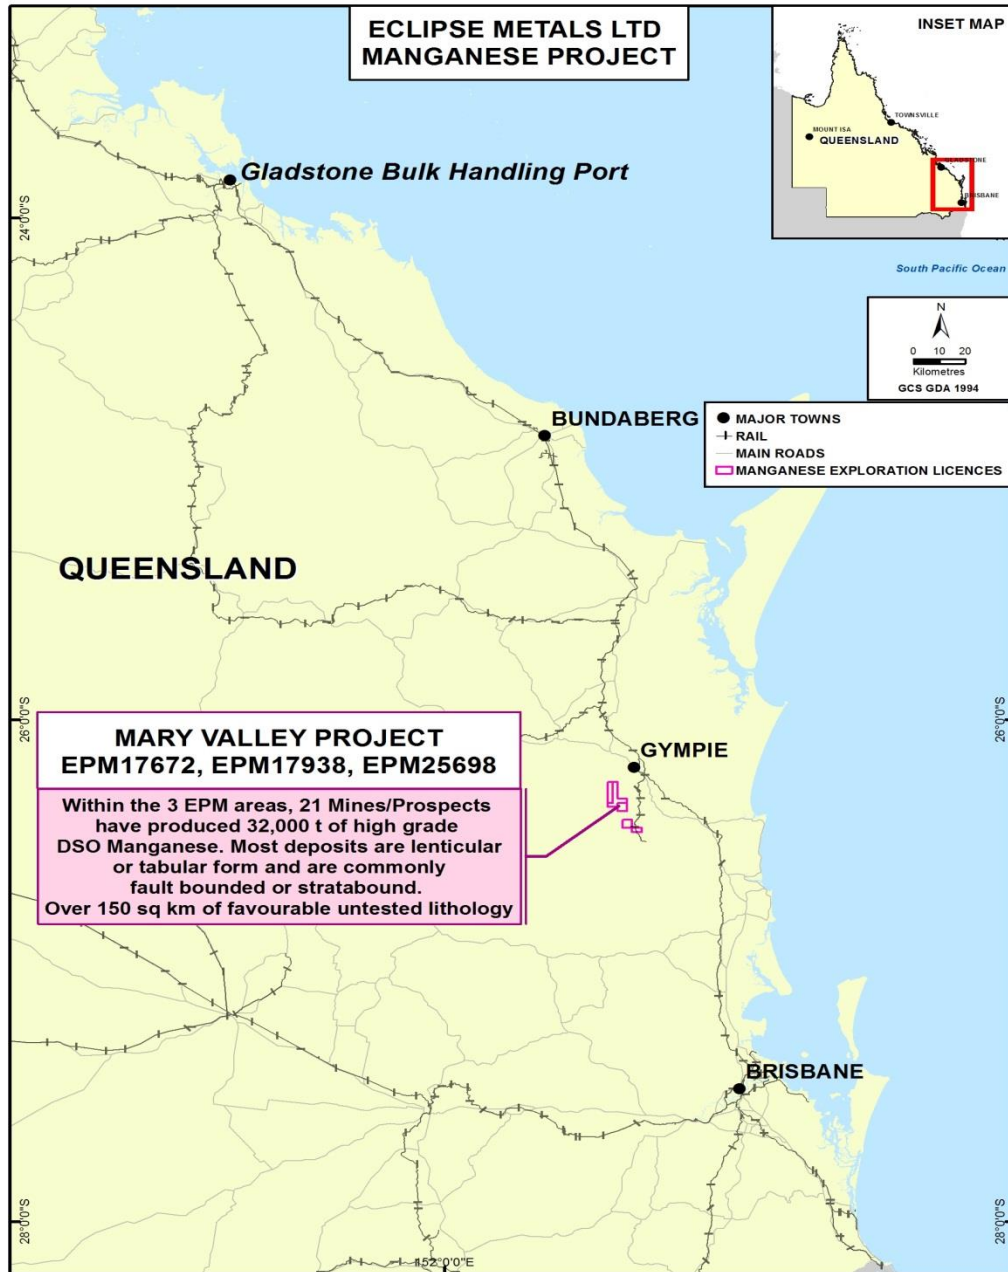 ECLIPSE METALS LTD
MANGANESE PROJECT
INSET MAP
TOWNSVILLE
MOUNT ISA
QUEENSLAND
GLADSTONE
BRISBANE
Gladstone Bulk Handling Port
24°0'0"S
South Pacific Ocean
N
0 10 20
Kilometres
GCS GDA 1994
MAJOR TOWNS
RAIL
MAIN ROADS
MANGANESE EXPLORATION LICENCES
BUNDABERG
QUEENSLAND
26°0'0"S
26°0'0"S
MARY VALLEY PROJECT
EPM17672, EPM17938, EPM25698
GYMPIE
Within the 3 EPM areas, 21 Mines/Prospects
have produced 32,000 t of high grade
DSO Manganese. Most deposits are lenticular
or tabular form and are commonly
fault bounded or stratabound.
Over 150 sq km of favourable untested lithology
BRISBANE
28°0'0"S
28°0'0"S
152°0'0"E